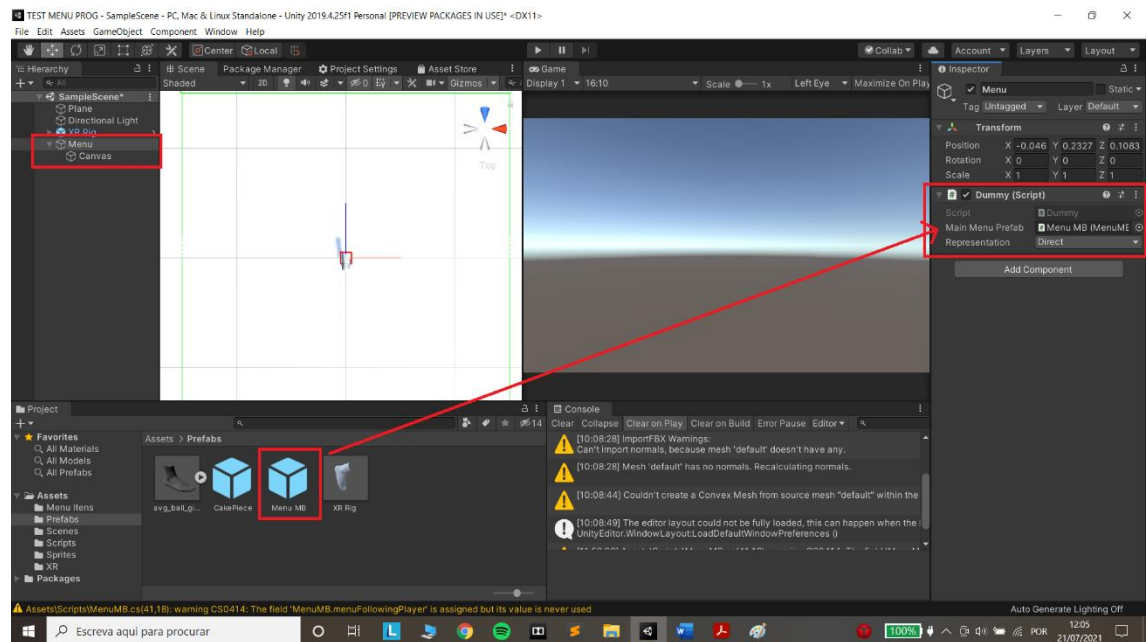 TEST MENU PROG - SampleScene - PC, Mac & Linux Standalone - Unity 2019.4.25f1 Personal [PREVIEW PACKAGES IN USE]* <DX11>
File Edit Assets GameObject Component Window Help
Center Local Collab Account Layers Layout
Hierarchy
All
SampleScene*
Plane
Directional Light
XR Rig
Menu
Canvas
Scene Package Manager Project Settings Asset Store
Shaded 2D 0 Gizmos
Top
Game
Display 1 16:10 Scale 1x Left Eye Maximize On Play
Inspector
Menu Static
Tag Untagged Layer Default
Transform
Position X -0.046 Y 0.2327 Z 0.1083
Rotation X 0 Y 0 Z 0
Scale X 1 Y 1 Z 1
Dummy (Script)
Script Dummy
Main Menu Prefab Menu MB (MenuME
Representation Direct
Add Component
Project
14
Favorites
All Materials
All Models
All Prefabs
Assets
Menu Itens
Prefabs
Scenes
Scripts
Sprites
XR
Packages
Assets > Prefabs
avg_ball_gi... CakePiece Menu MB XR Rig
Console
Clear Collapse Clear on Play Clear on Build Error Pause Editor
[10:08:28] ImportFBX Warnings:
Can't import normals, because mesh 'default' doesn't have any.
[10:08:28] Mesh 'default' has no normals. Recalculating normals.
[10:08:44] Couldn't create a Convex Mesh from source mesh "default" within the
[10:08:49] The editor layout could not be fully loaded, this can happen when the
UnityEditor.WindowLayout:LoadDefaultWindowPreferences ()
Assets\Scripts\MenuMB.cs(41,18): warning CS0414: The field 'MenuMB.menuFollowingPlayer' is assigned but its value is never used
Auto Generate Lighting Off
Escreva aqui para procurar
100% POR 12:05
21/07/2021